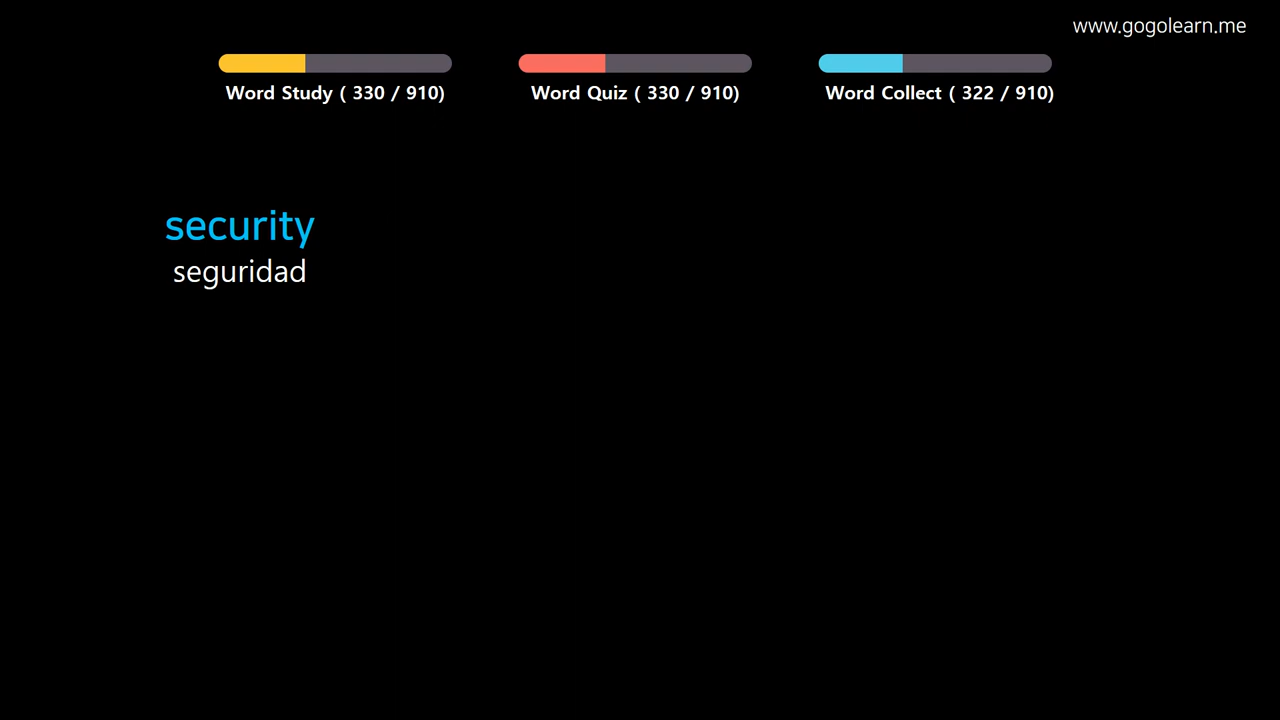 www.gogolearn.me
Word Study ( 330 / 910)
Word Quiz ( 330 / 910)
Word Collect ( 322 / 910)
security
seguridad